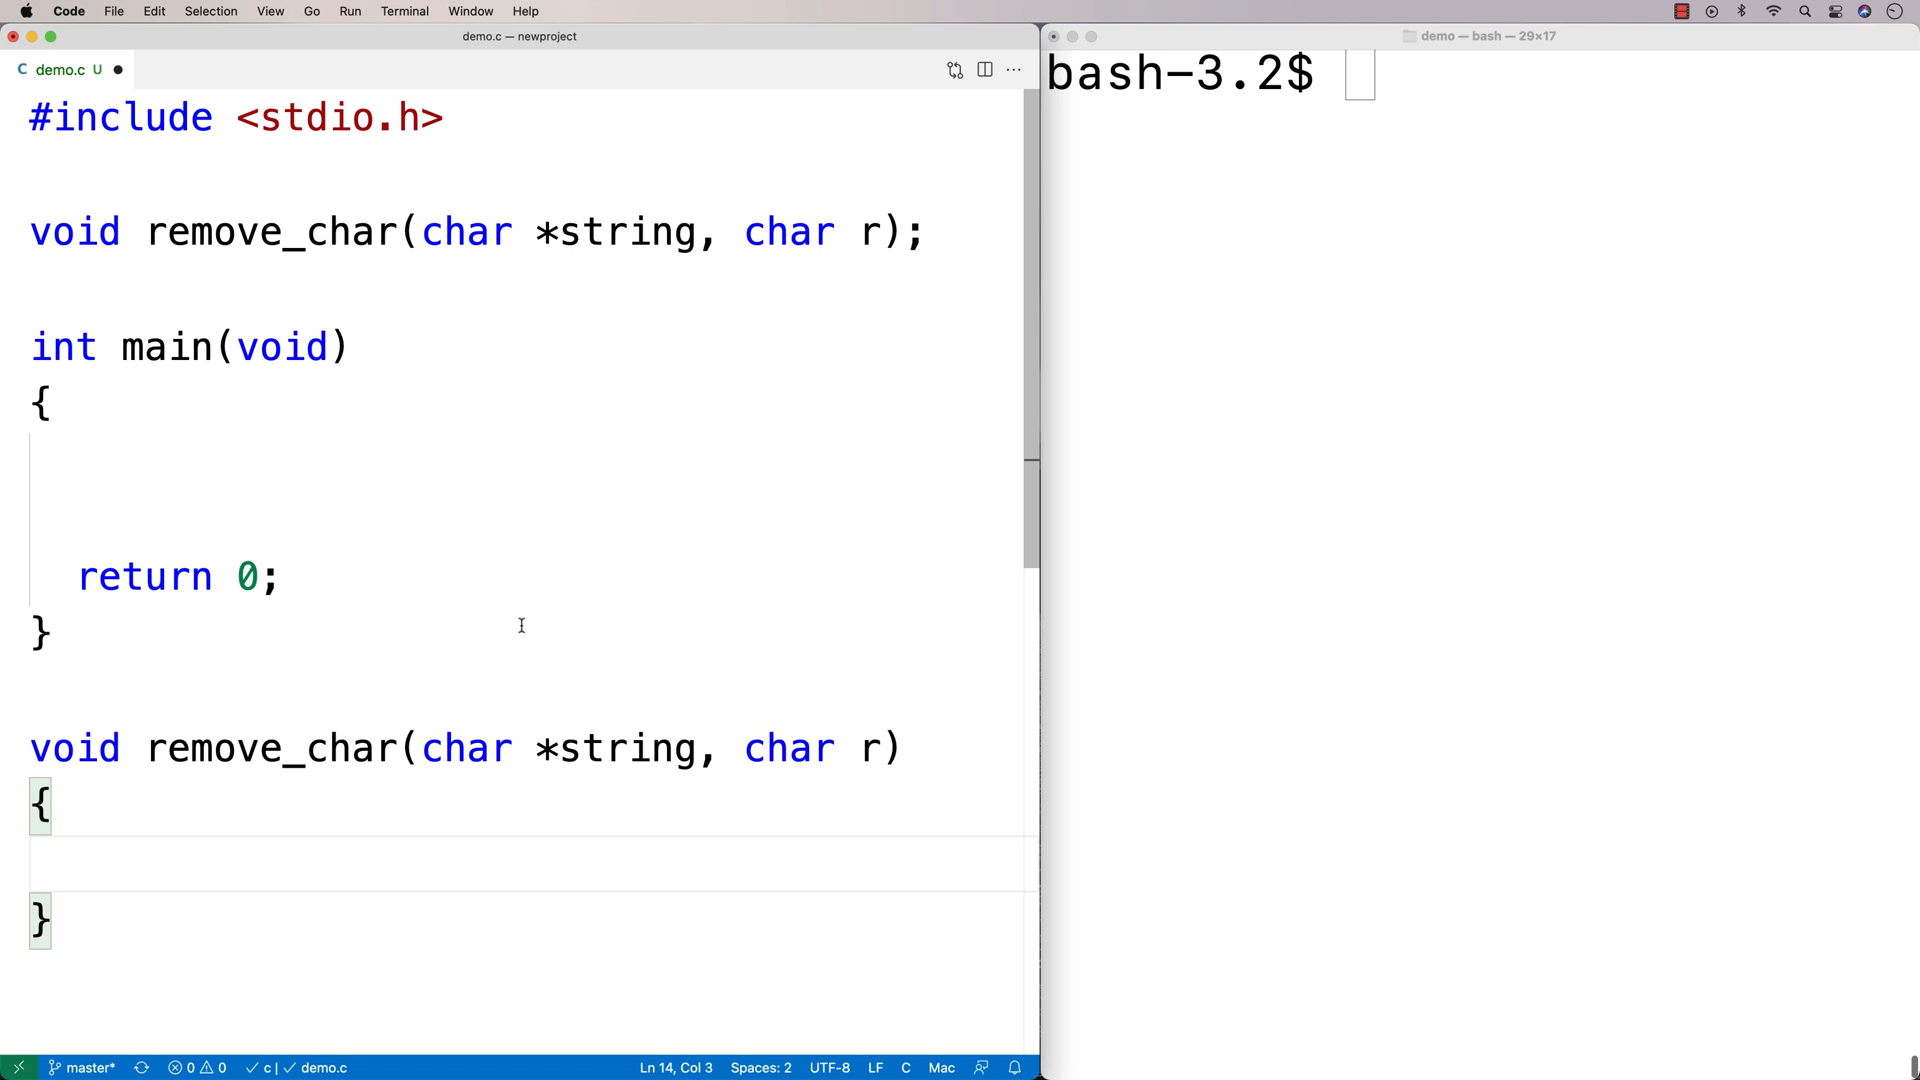 Code File Edit Selection View Go Run Terminal Window Help
demo.c — newproject
C demo.c U
#include <stdio.h>
void remove_char(char *string, char r);
int main(void)
{
return 0;
}
void remove_char(char *string, char r)
{
}
master* 0 0 c | demo.c Ln 14, Col 3 Spaces: 2 UTF-8 LF C Mac
demo — bash — 29×17
bash-3.2$